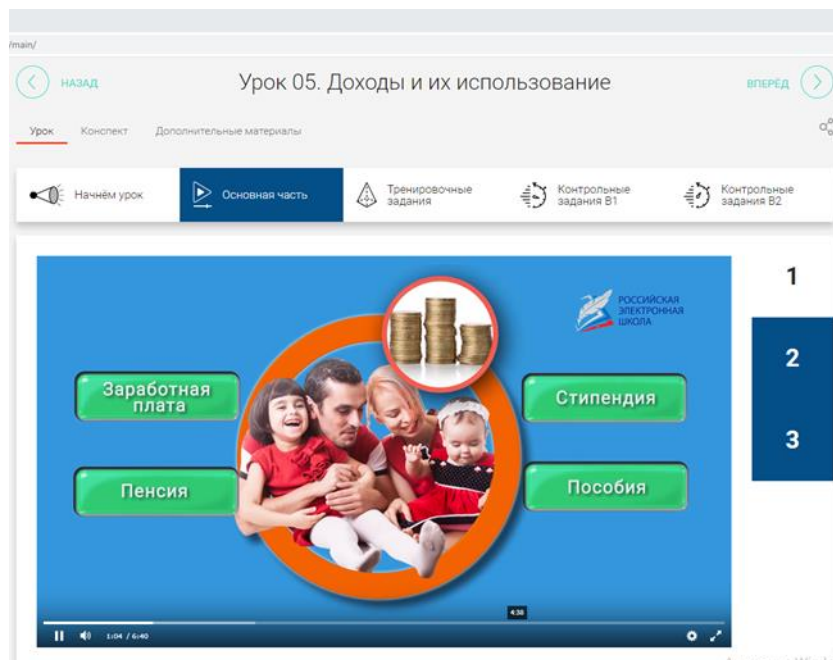 /main/
НАЗАД
Урок 05. Доходы и их использование
ВПЕРЁД
Урок
Конспект
Дополнительные материалы
Начнём урок
Основная часть
Тренировочные
задания
Контрольные
задания В1
Контрольные
задания В2
1
РОССИЙСКАЯ
ЭЛЕКТРОННАЯ
ШКОЛА
2
Заработная
плата
Стипендия
3
Пенсия
Пособия
4:38
1:04 / 6:40